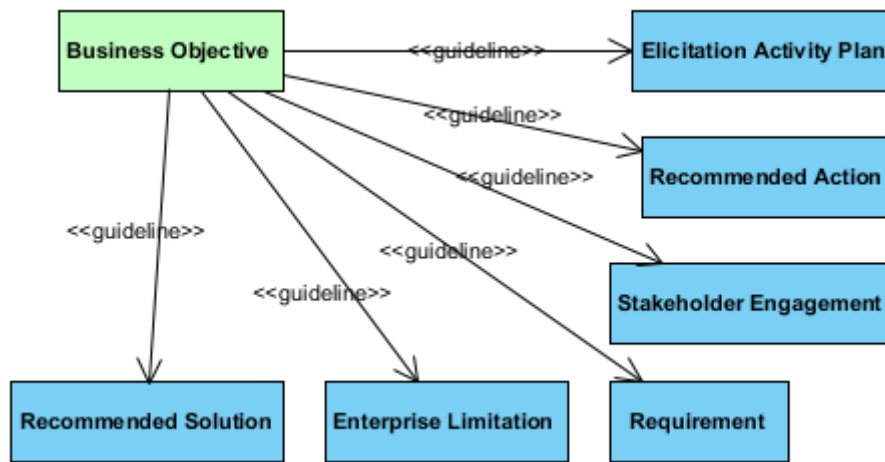 Business Objective
<<guideline>>
Elicitation Activity Plan
<<guideline>>
Recommended Action
<<guideline>>
<<guideline>>
<<guideline>>
<<guideline>>
Stakeholder Engagement
Recommended Solution
Enterprise Limitation
Requirement